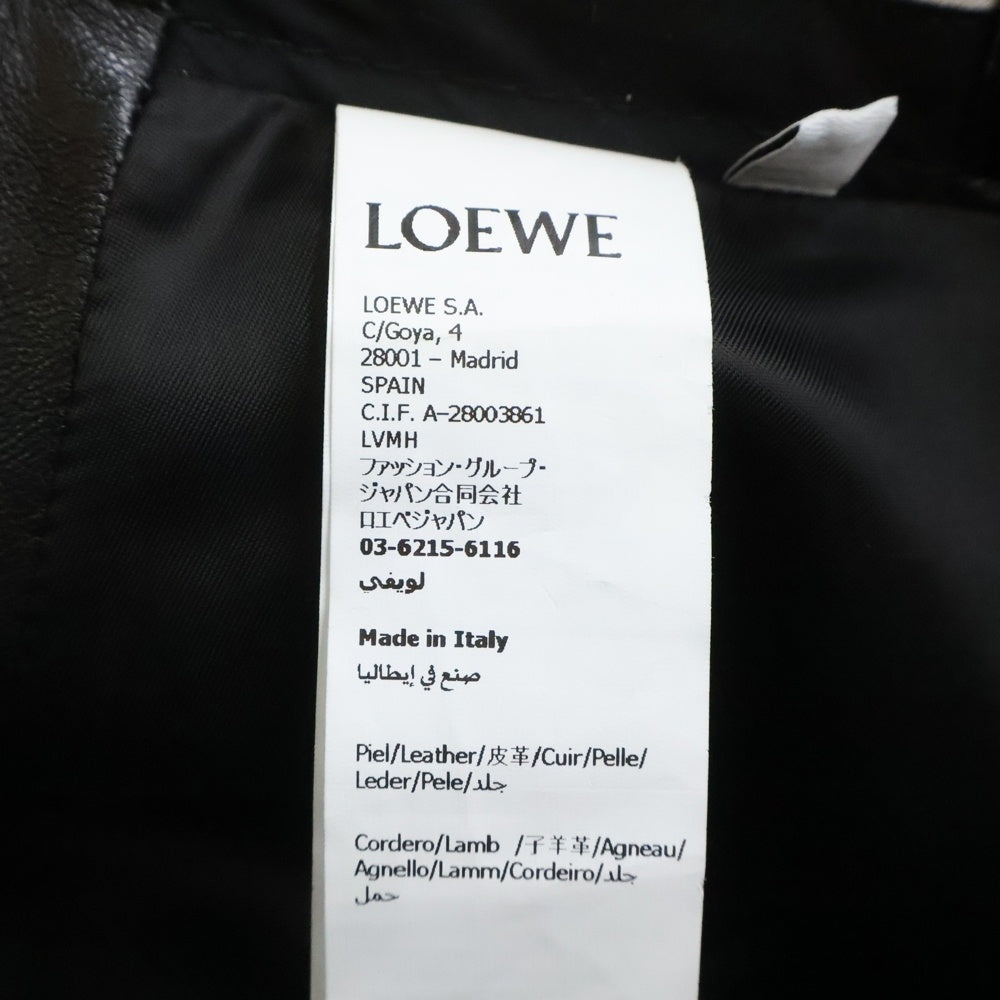 LOEWE
LOEWE S.A.
C/Goya, 4
28001 – Madrid
SPAIN
C.I.F. A-28003861
LVMH
ファッション・グループ・
ジャパン合同会社
ロエベジャパン
03-6215-6116
لويفي
Made in Italy
صنع في إيطاليا
Piel/Leather/皮革/Cuir/Pelle/
Leder/Pele/جلد
Cordero/Lamb /子羊革/Agneau/
Agnello/Lamm/Cordeiro/جلد
حمل